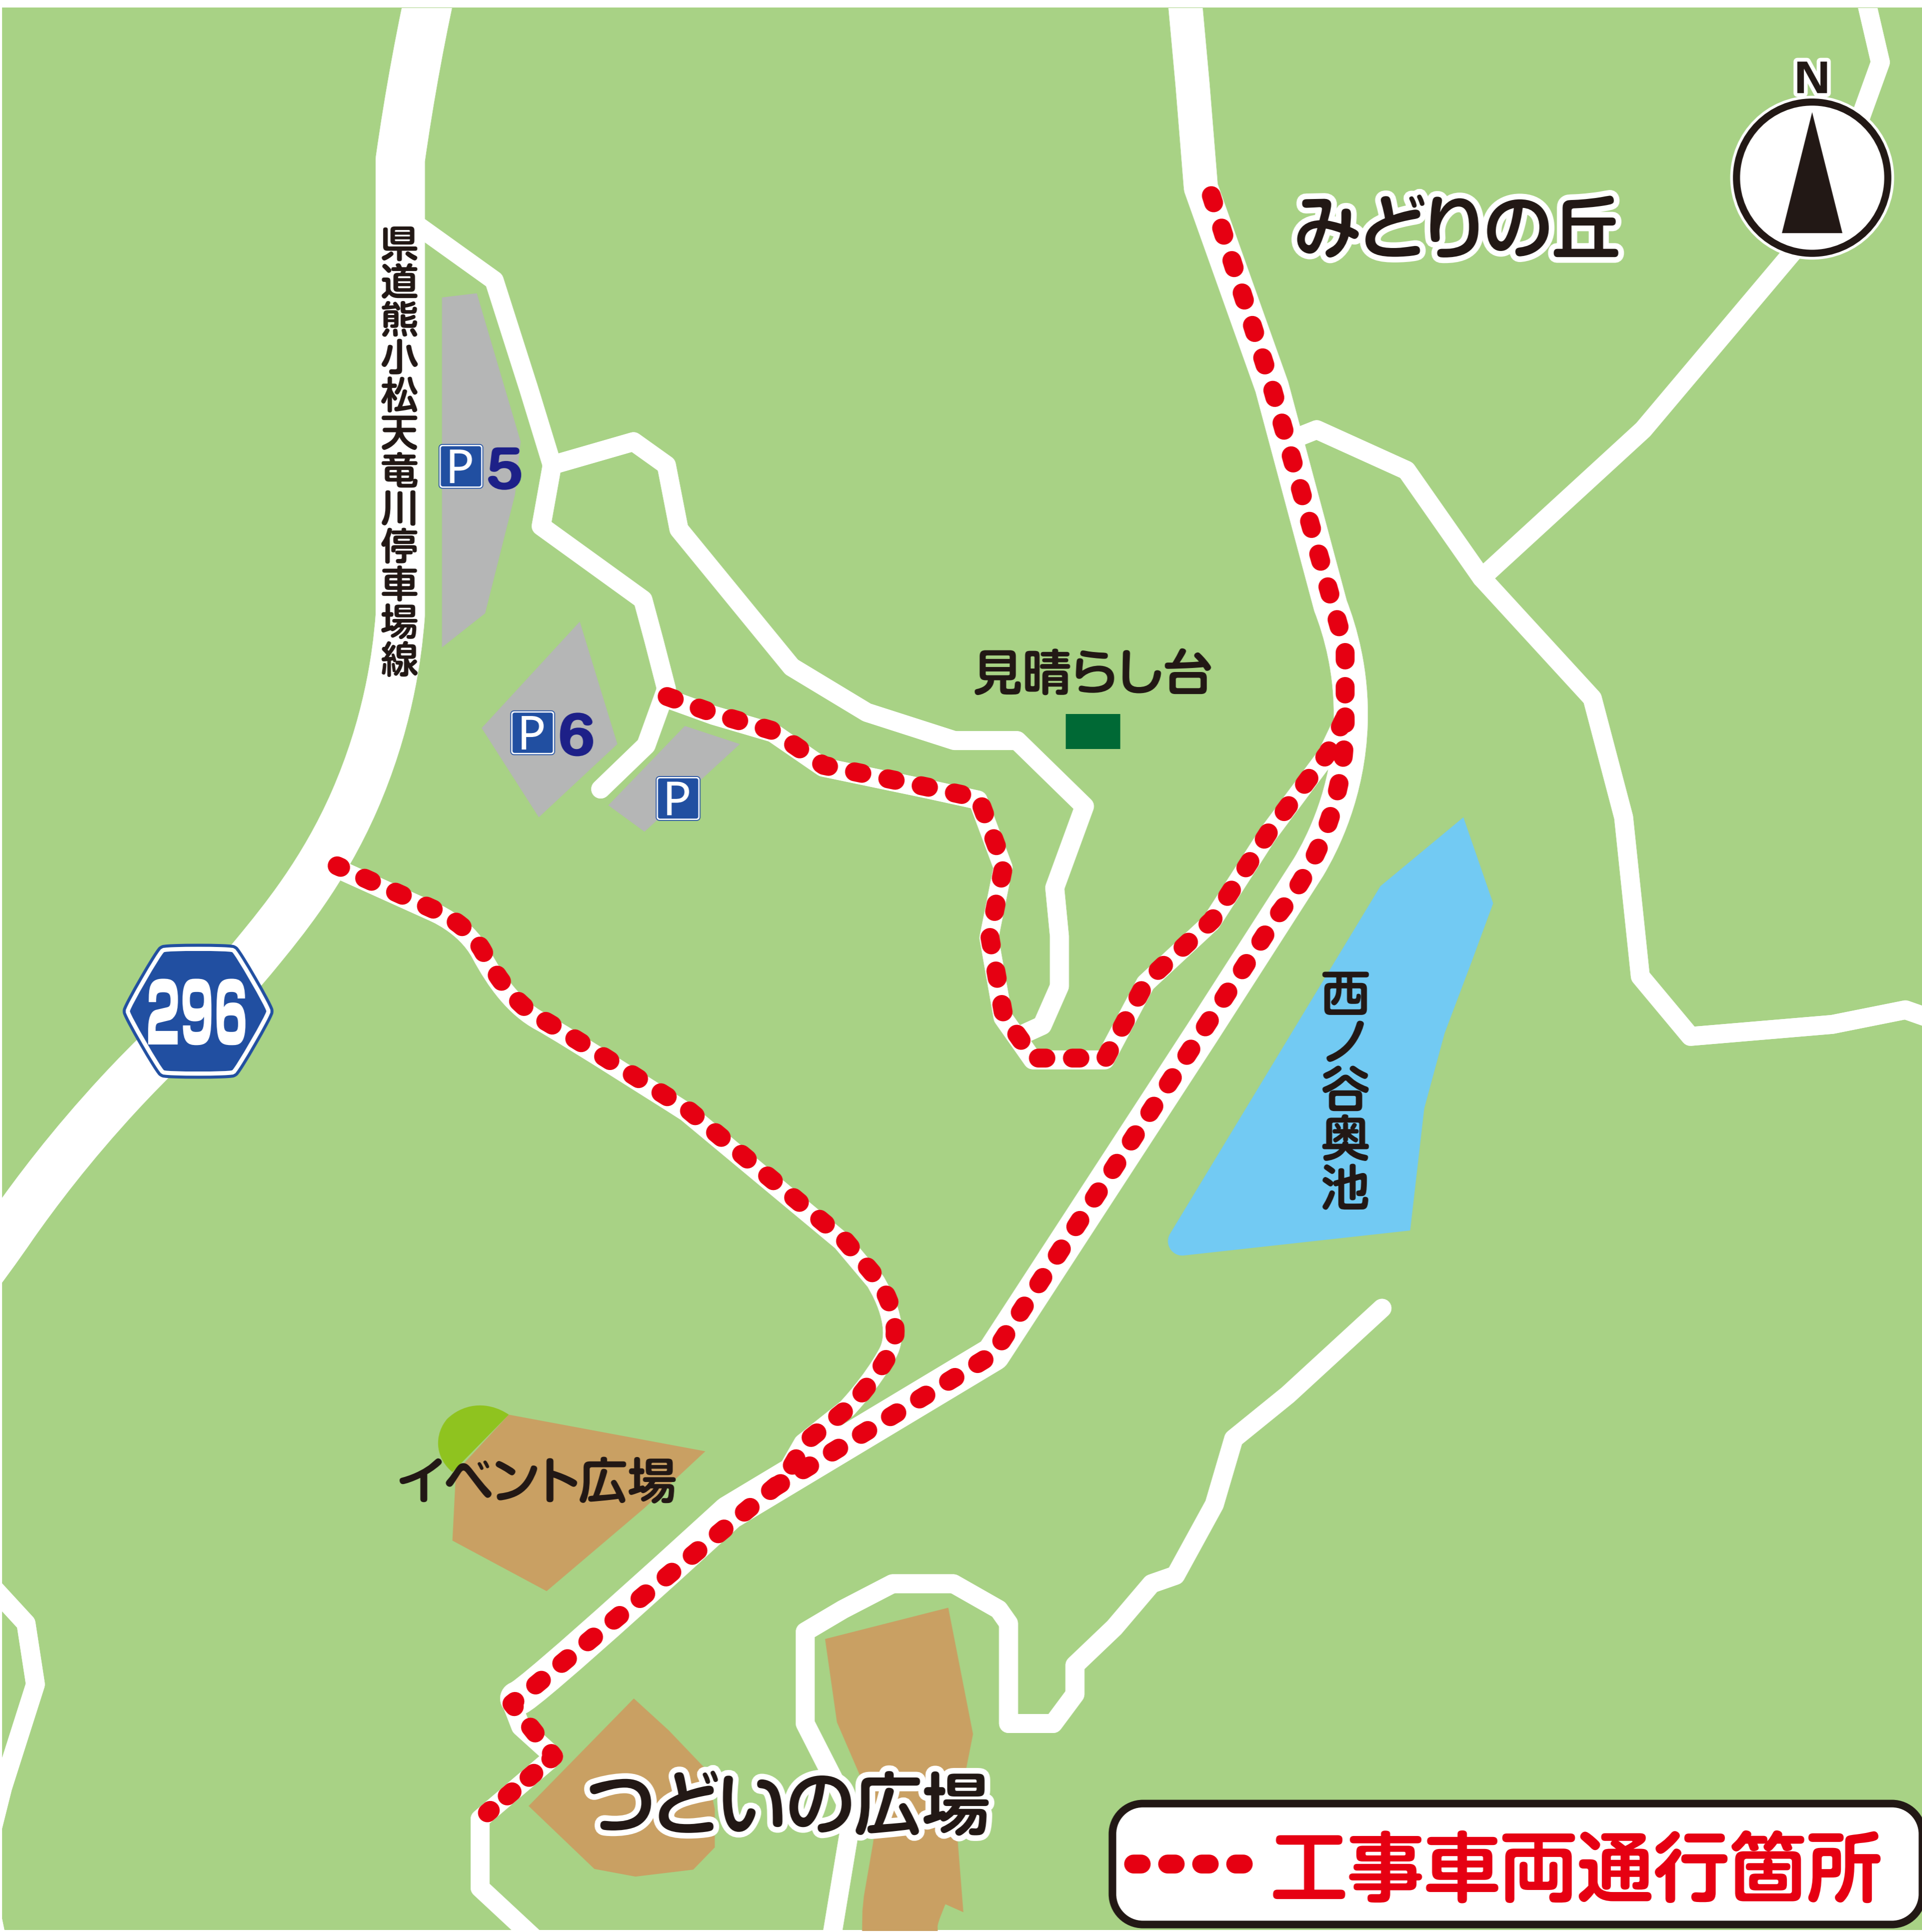 N
みどりの丘
県道熊小松天竜川停車場線
P5
見晴らし台
P6
P
296
西ノ谷奥池
イベント広場
つどいの広場
工事車両通行箇所